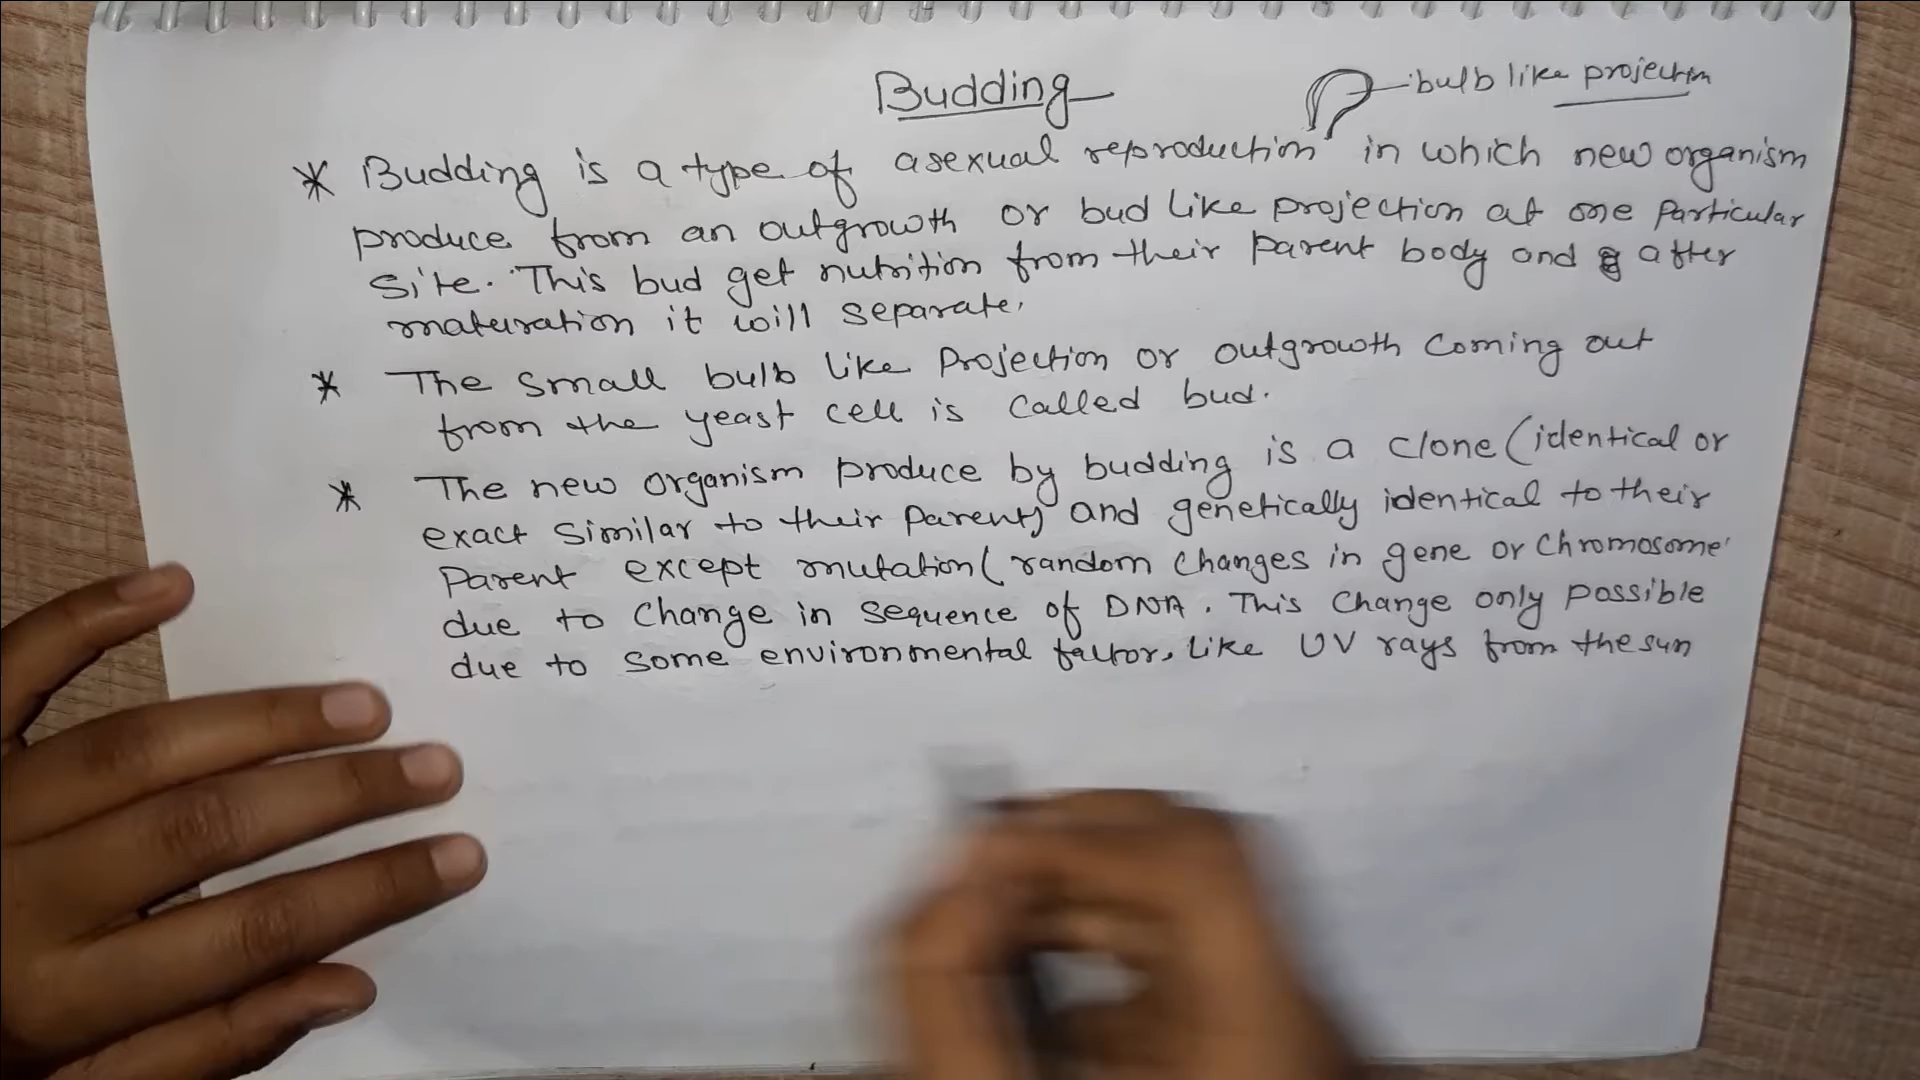 Budding
bulb like projection
* Budding is a type of asexual reproduction in which new organism
produce from an outgrowth or bud like projection at one particular
site. This bud get nutrition from their parent body and after
maturation it will separate.
* The small bulb like Projection or outgrowth coming out
from the yeast cell is called bud.
* The new organism produce by budding is a clone (identical or
exact similar to their parent) and genetically identical to their
Parent except mutation ( random changes in gene or chromosome
due to change in sequence of DNA. This change only possible
due to some environmental factor, like UV rays from the sun